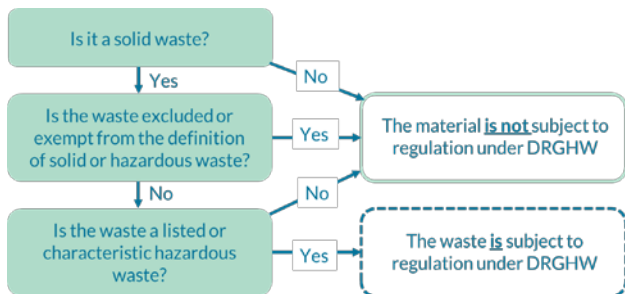 Is it a solid waste?
No
Yes
Is the waste excluded or
exempt from the definition
of solid or hazardous waste?
Yes
The material is not subject to
regulation under DRGHW
No
No
Is the waste a listed or
characteristic hazardous
waste?
Yes
The waste is subject to
regulation under DRGHW